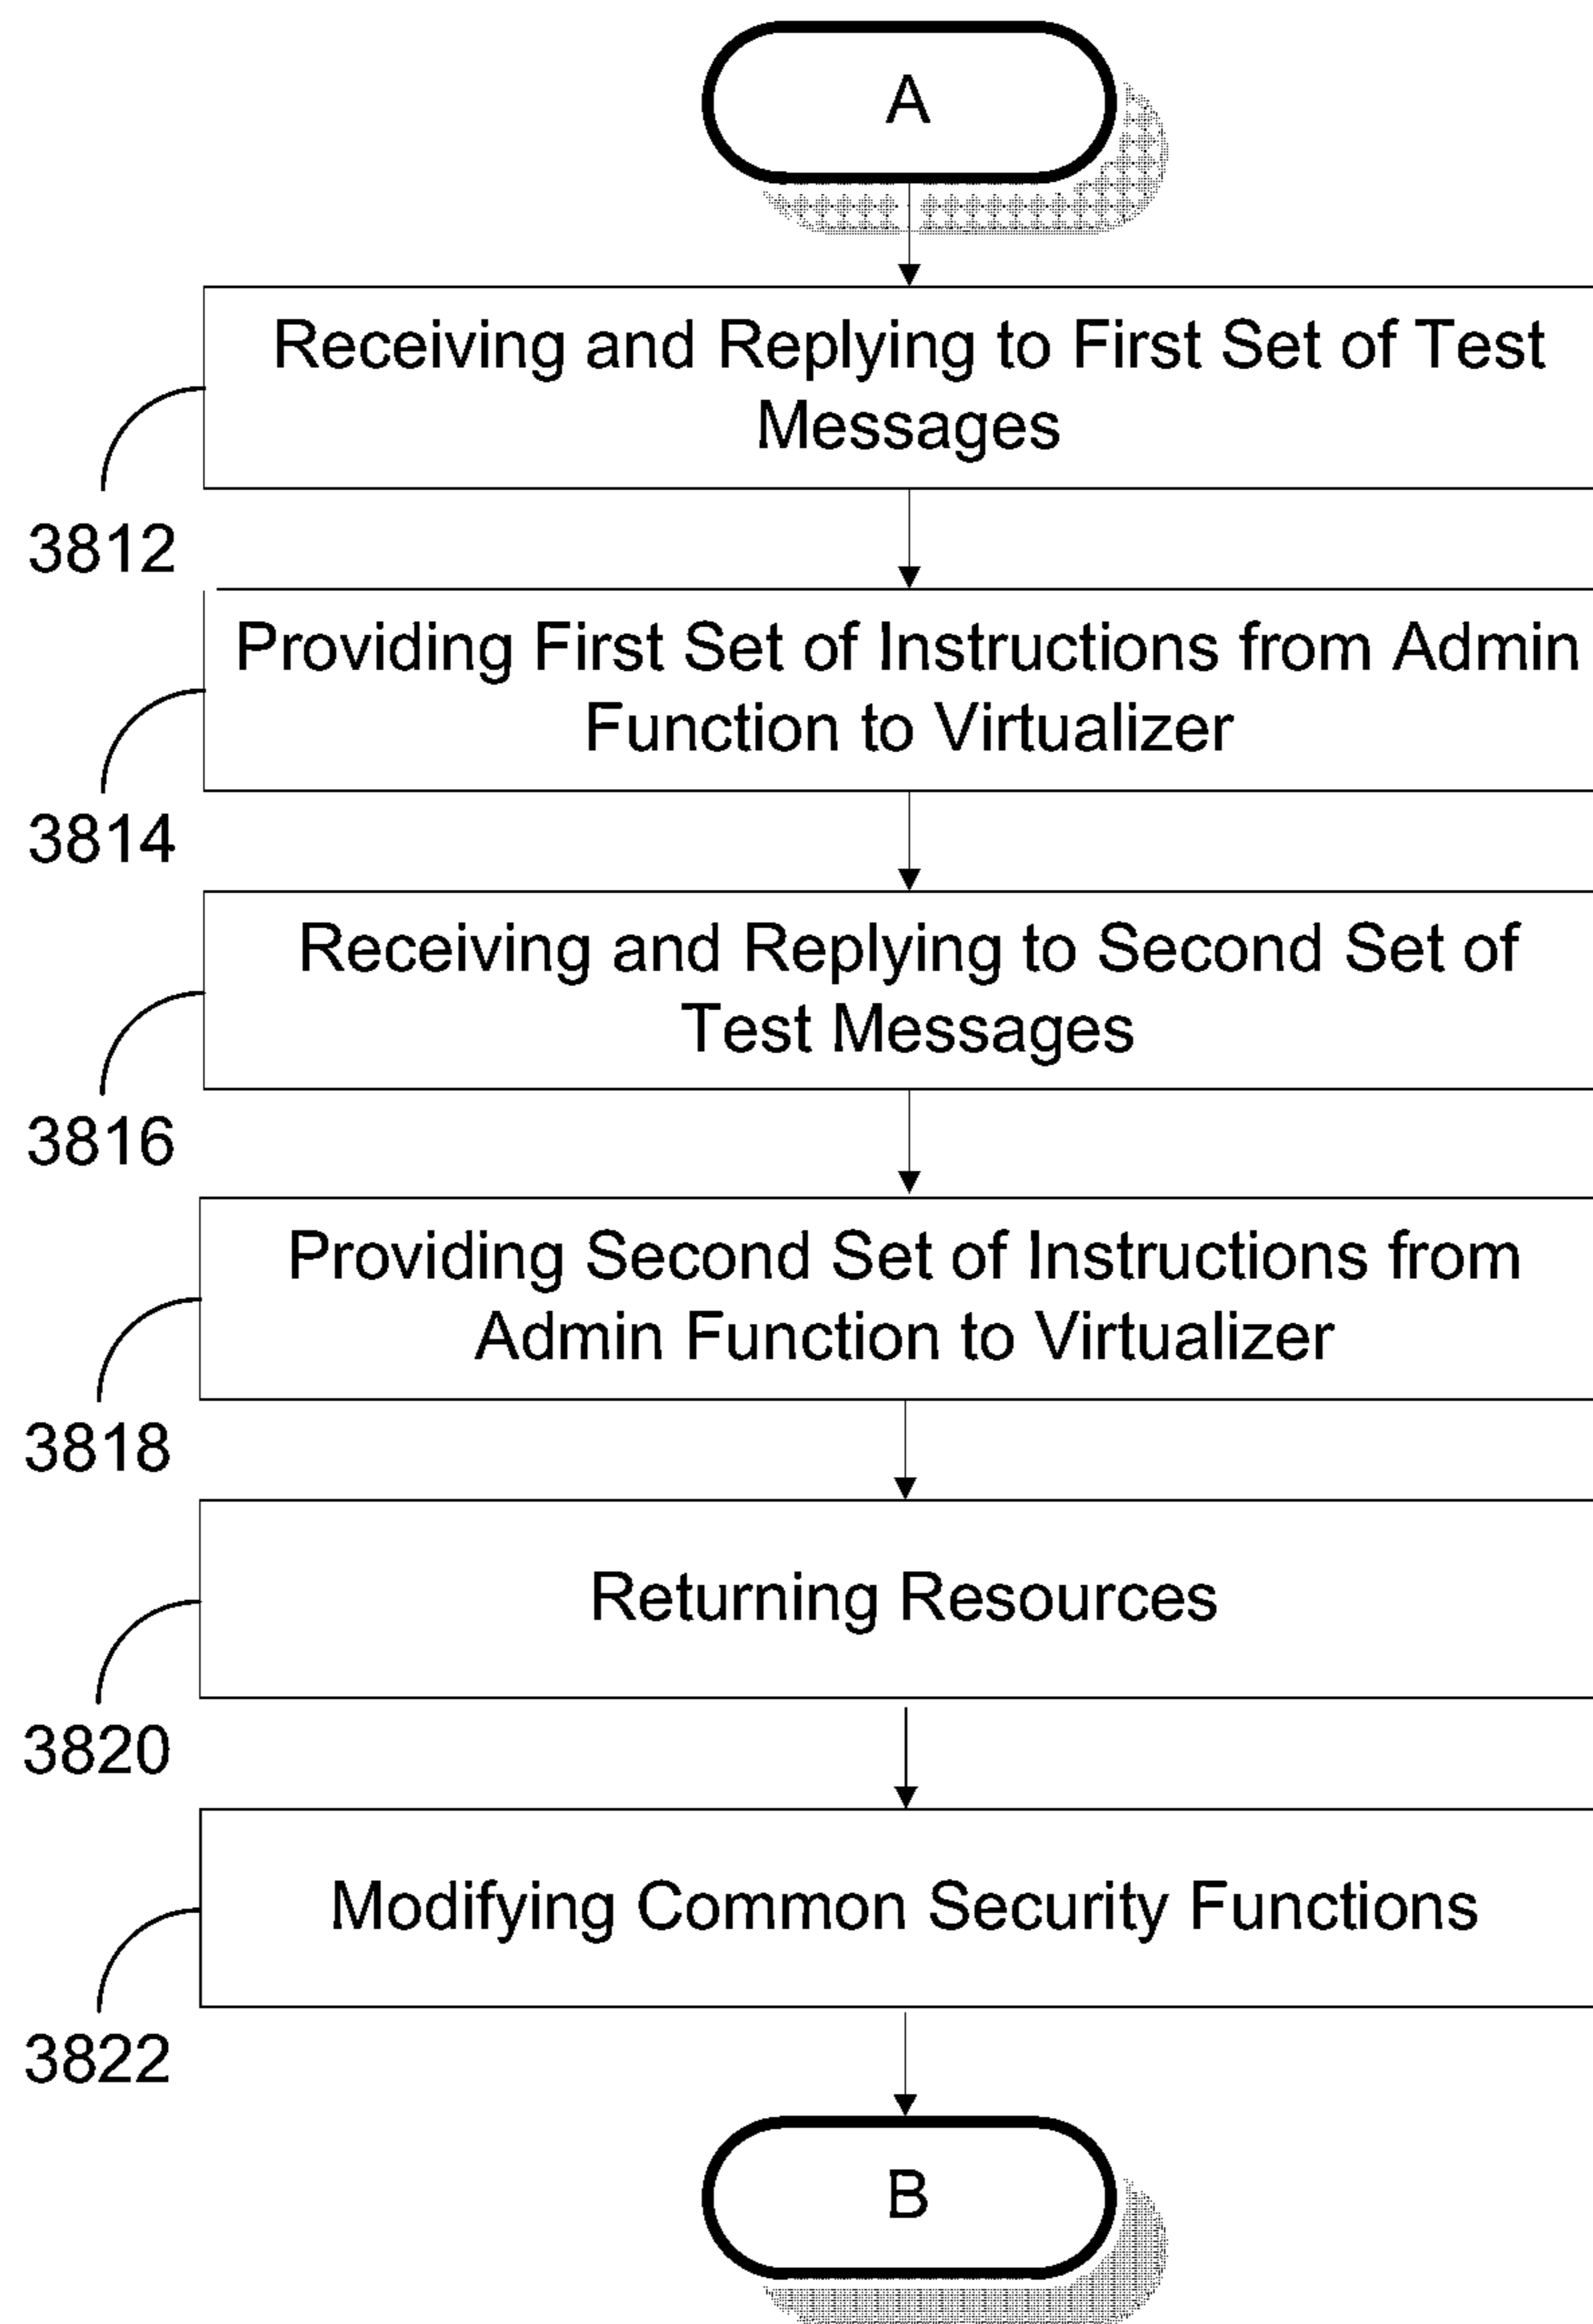 A
Receiving and Replying to First Set of Test
Messages
3812
Providing First Set of Instructions from Admin
Function to Virtualizer
3814
Receiving and Replying to Second Set of
Test Messages
3816
Providing Second Set of Instructions from
Admin Function to Virtualizer
3818
Returning Resources
3820
Modifying Common Security Functions
3822
B